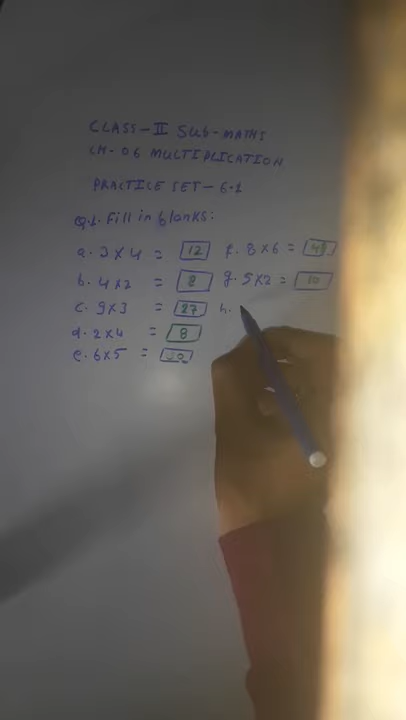 CLASS-II SUB-MATHS
CH-06 MULTIPLICATION
PRACTICE SET-6.1
Q.1. Fill in blanks:
a. 3×4 = 12 f. 8×6 = 48
b. 4×2 = 8 g. 5×2 = 10
c. 9×3 = 27 h.
d. 2×4 = 8
e. 6×5 = 30